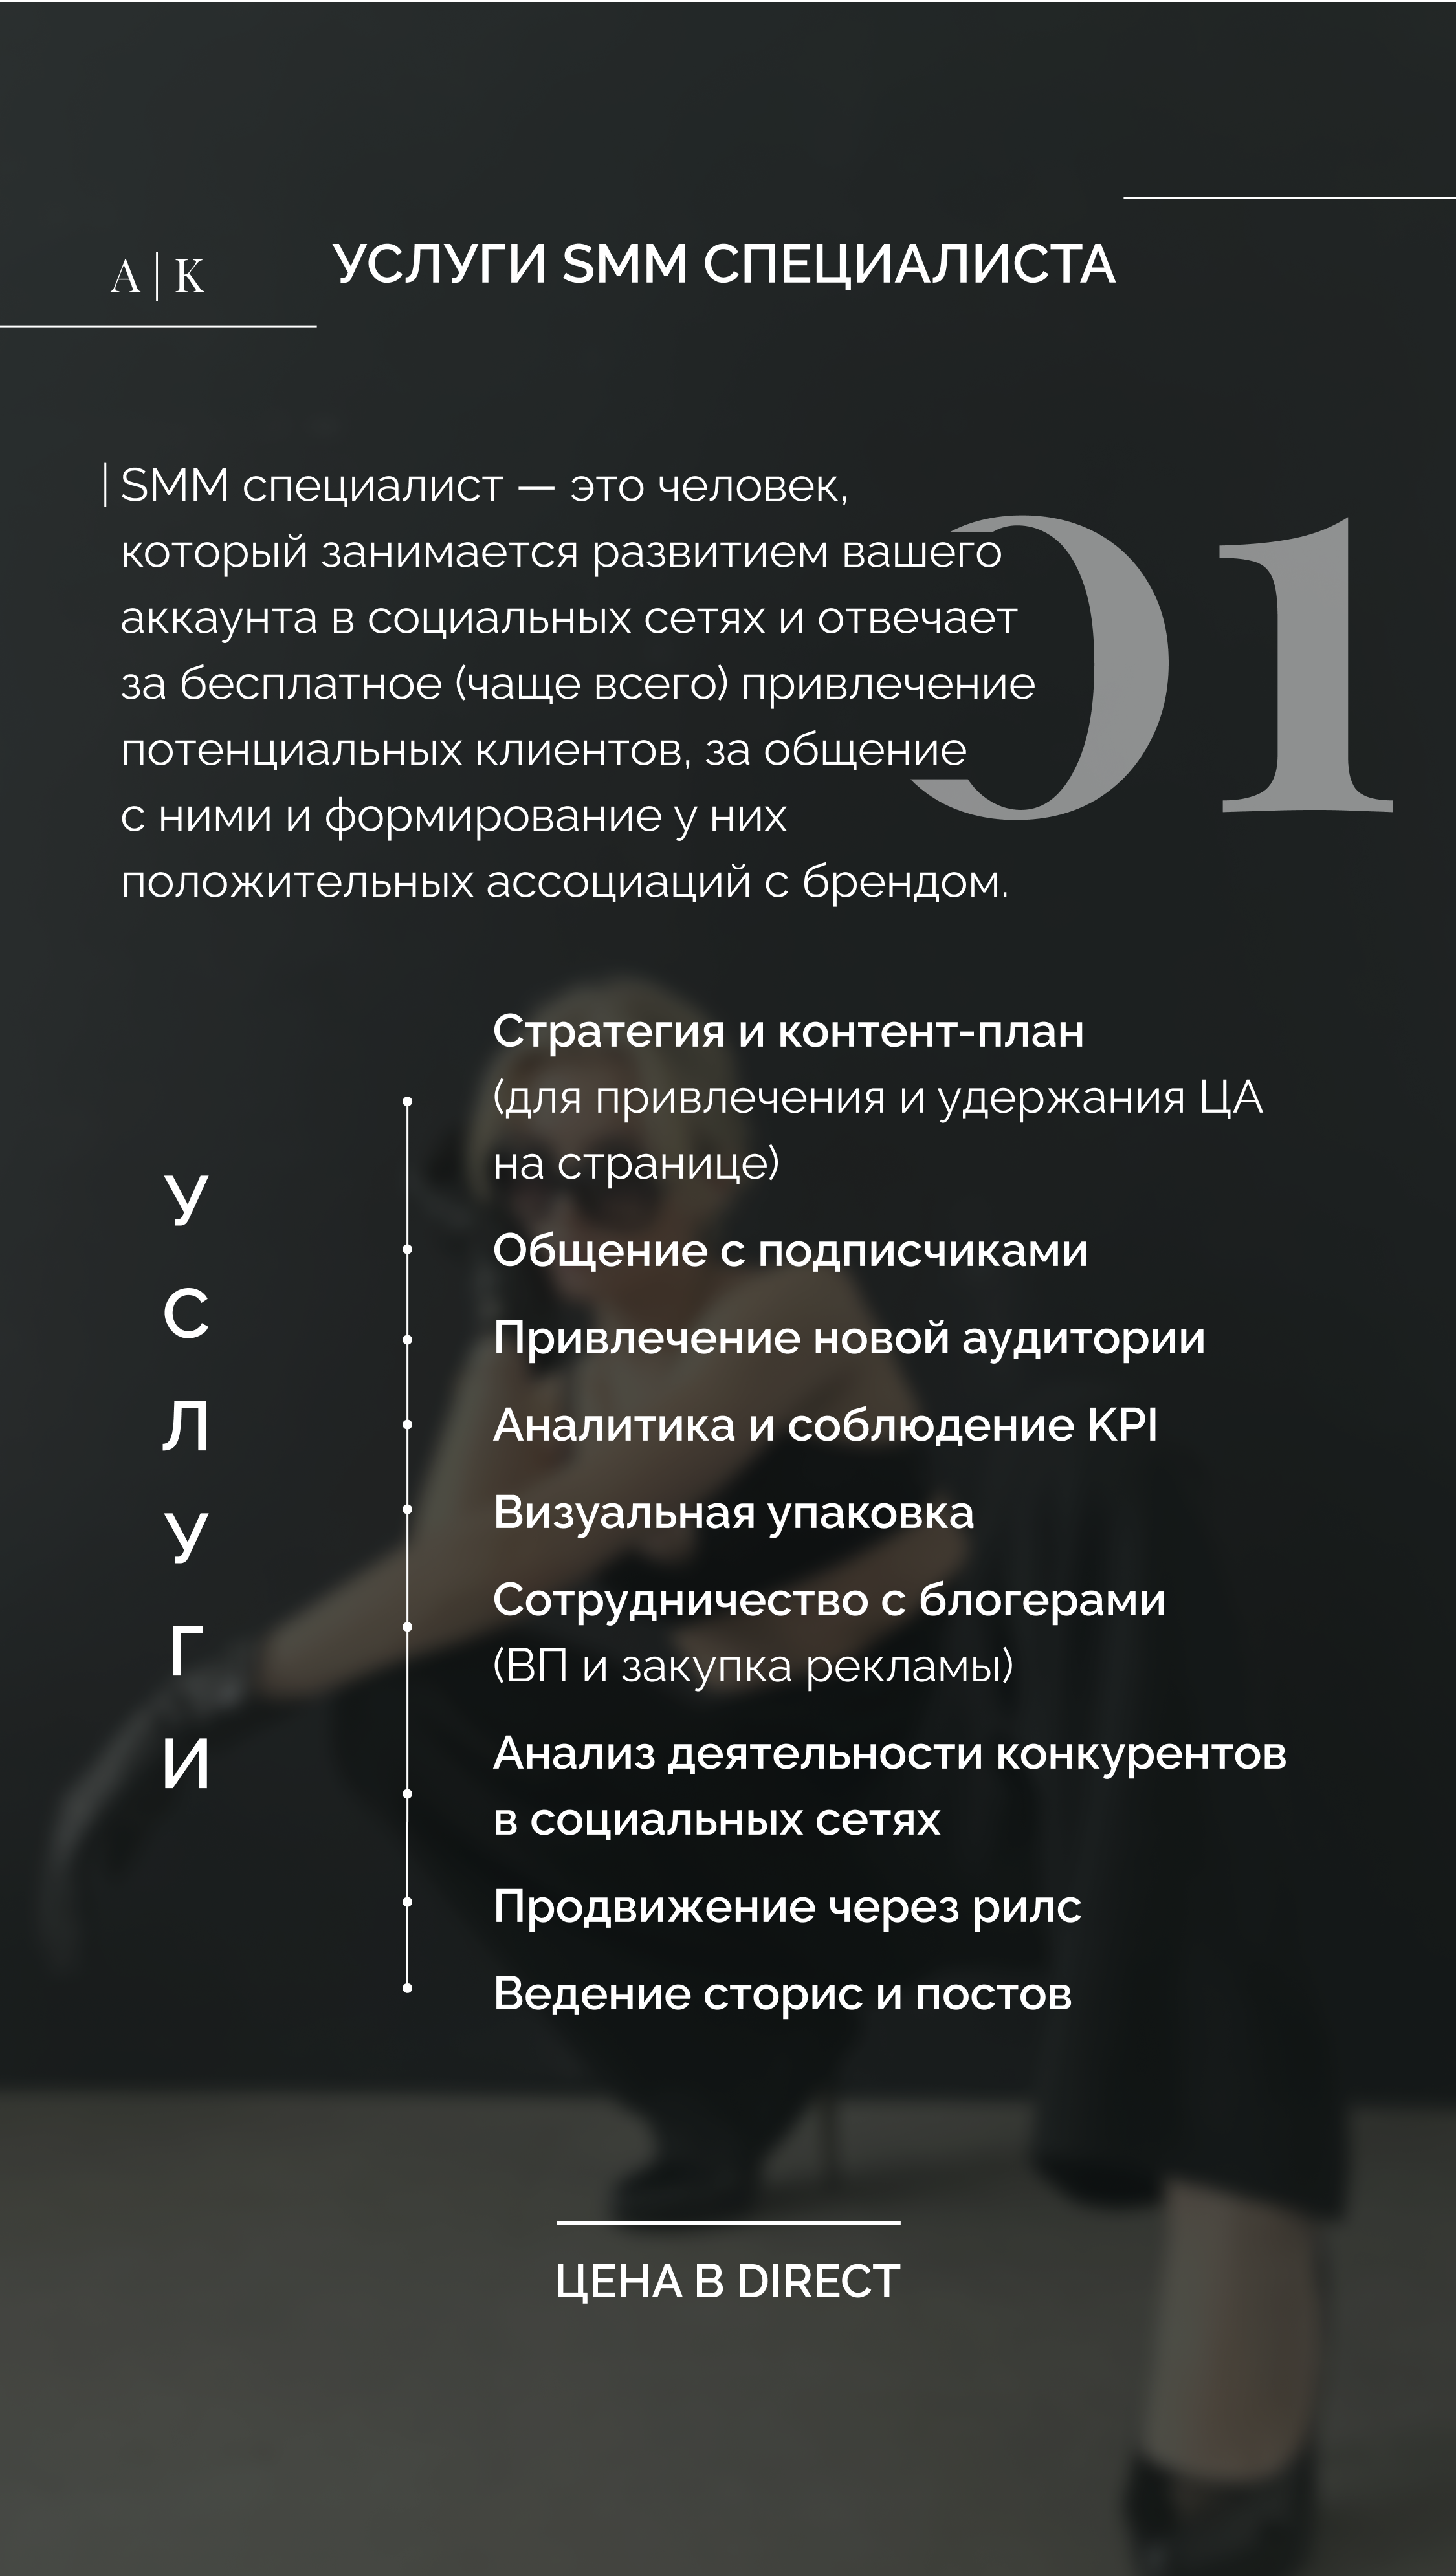 A|K
УСЛУГИ SMM СПЕЦИАЛИСТА
SMM специалист — это человек,
который занимается развитием вашего
аккаунта в социальных сетях и отвечает
за бесплатное (чаще всего) привлечение
потенциальных клиентов, за общение
с ними и формирование у них
положительных ассоциаций с брендом.
01
УСЛУГИ
Стратегия и контент-план
(для привлечения и удержания ЦА
на странице)
Общение с подписчиками
Привлечение новой аудитории
Аналитика и соблюдение KPI
Визуальная упаковка
Сотрудничество с блогерами
(ВП и закупка рекламы)
Анализ деятельности конкурентов
в социальных сетях
Продвижение через рилс
Ведение сторис и постов
ЦЕНА В DIRECT